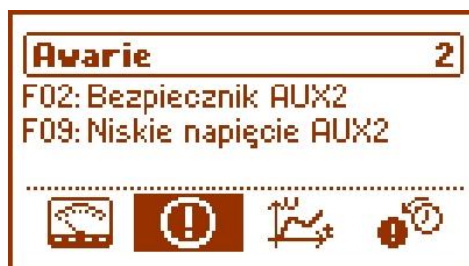 Awarie 2
F02: Bezpiecznik AUX2
F09: Niskie napięcie AUX2
U
t